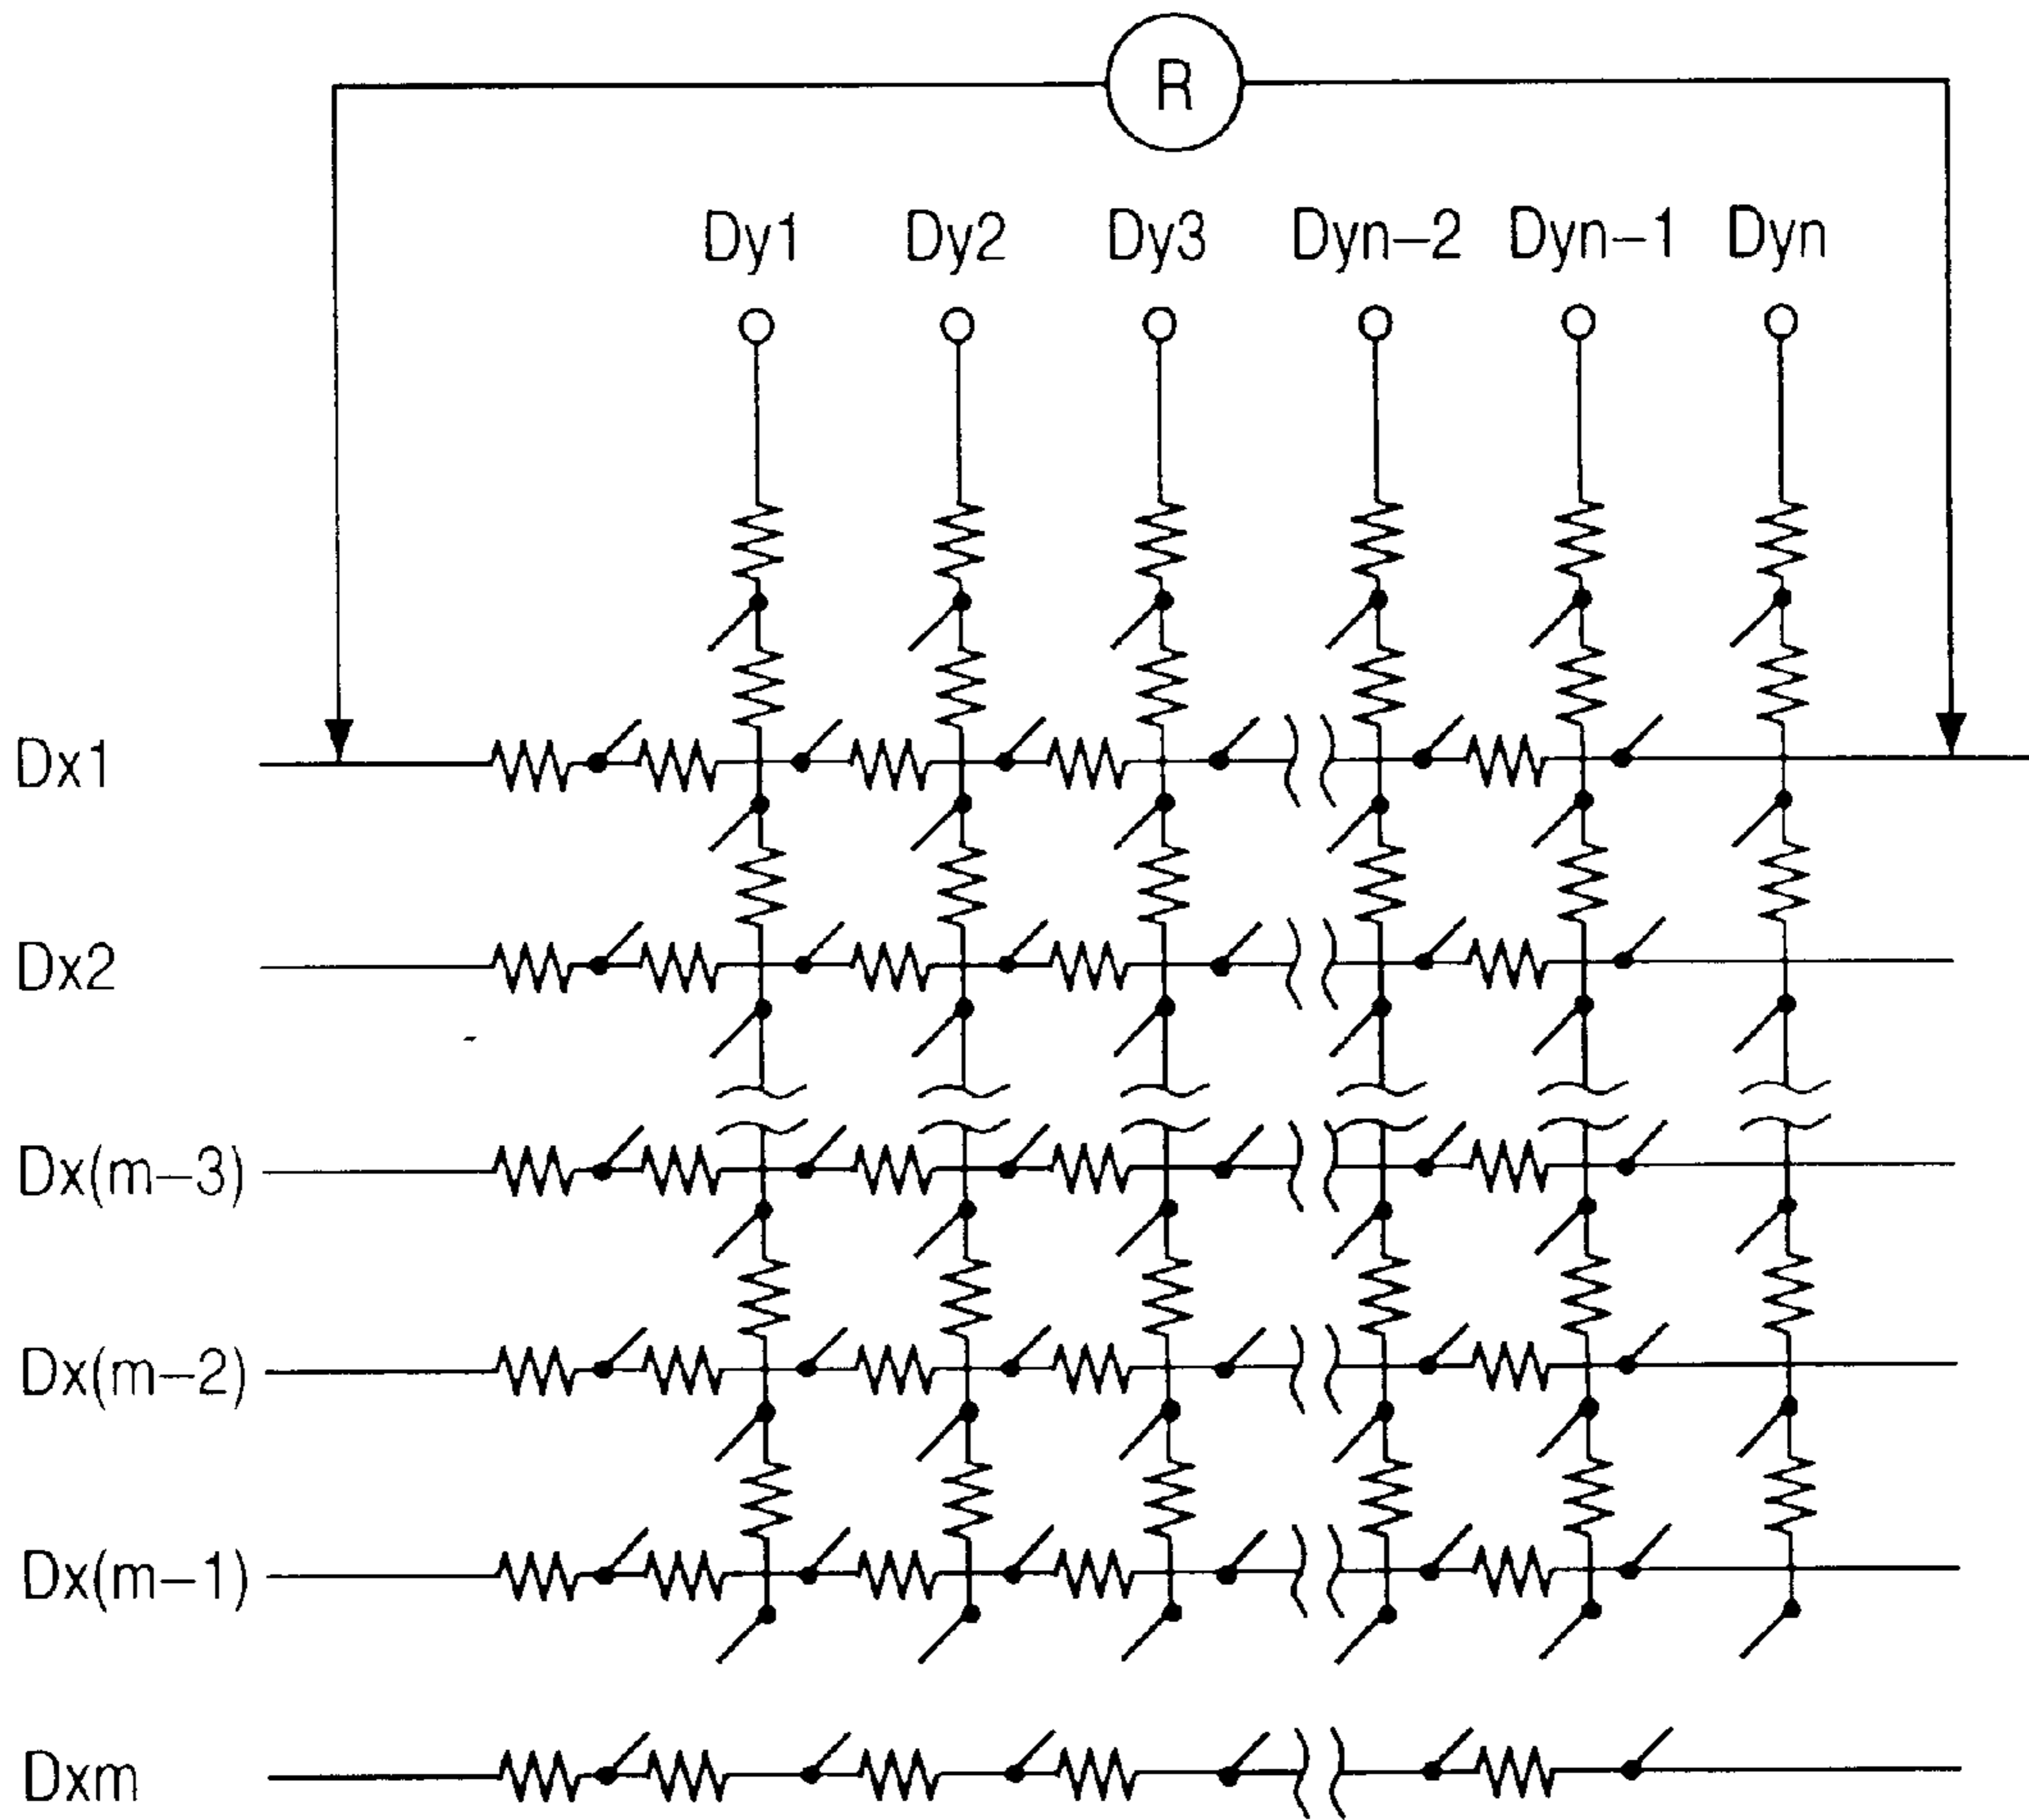 R
Dy1 Dy2 Dy3 Dyn-2 Dyn-1 Dyn
Dx1
Dx2
Dx(m-3)
Dx(m-2)
Dx(m-1)
Dxm